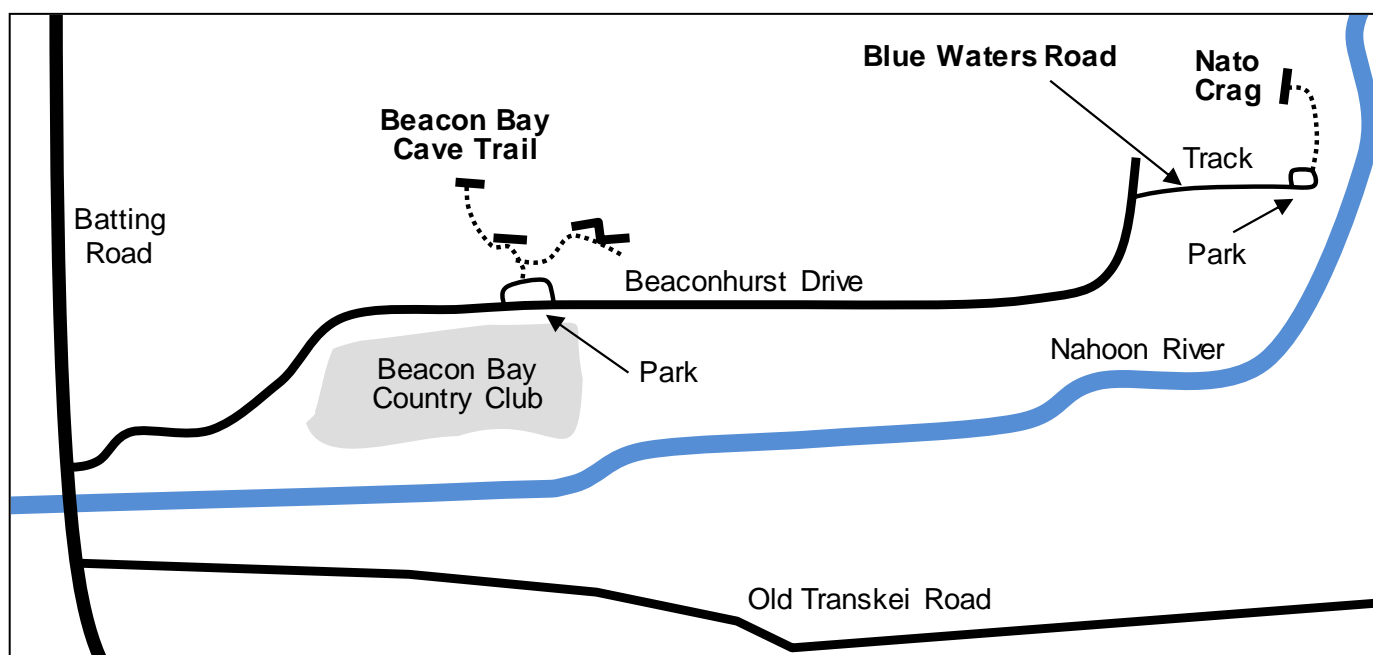 Blue Waters Road
Nato
Crag
Beacon Bay
Cave Trail
Track
Batting
Road
Park
Beaconhurst Drive
Nahoon River
Beacon Bay
Country Club
Park
Old Transkei Road